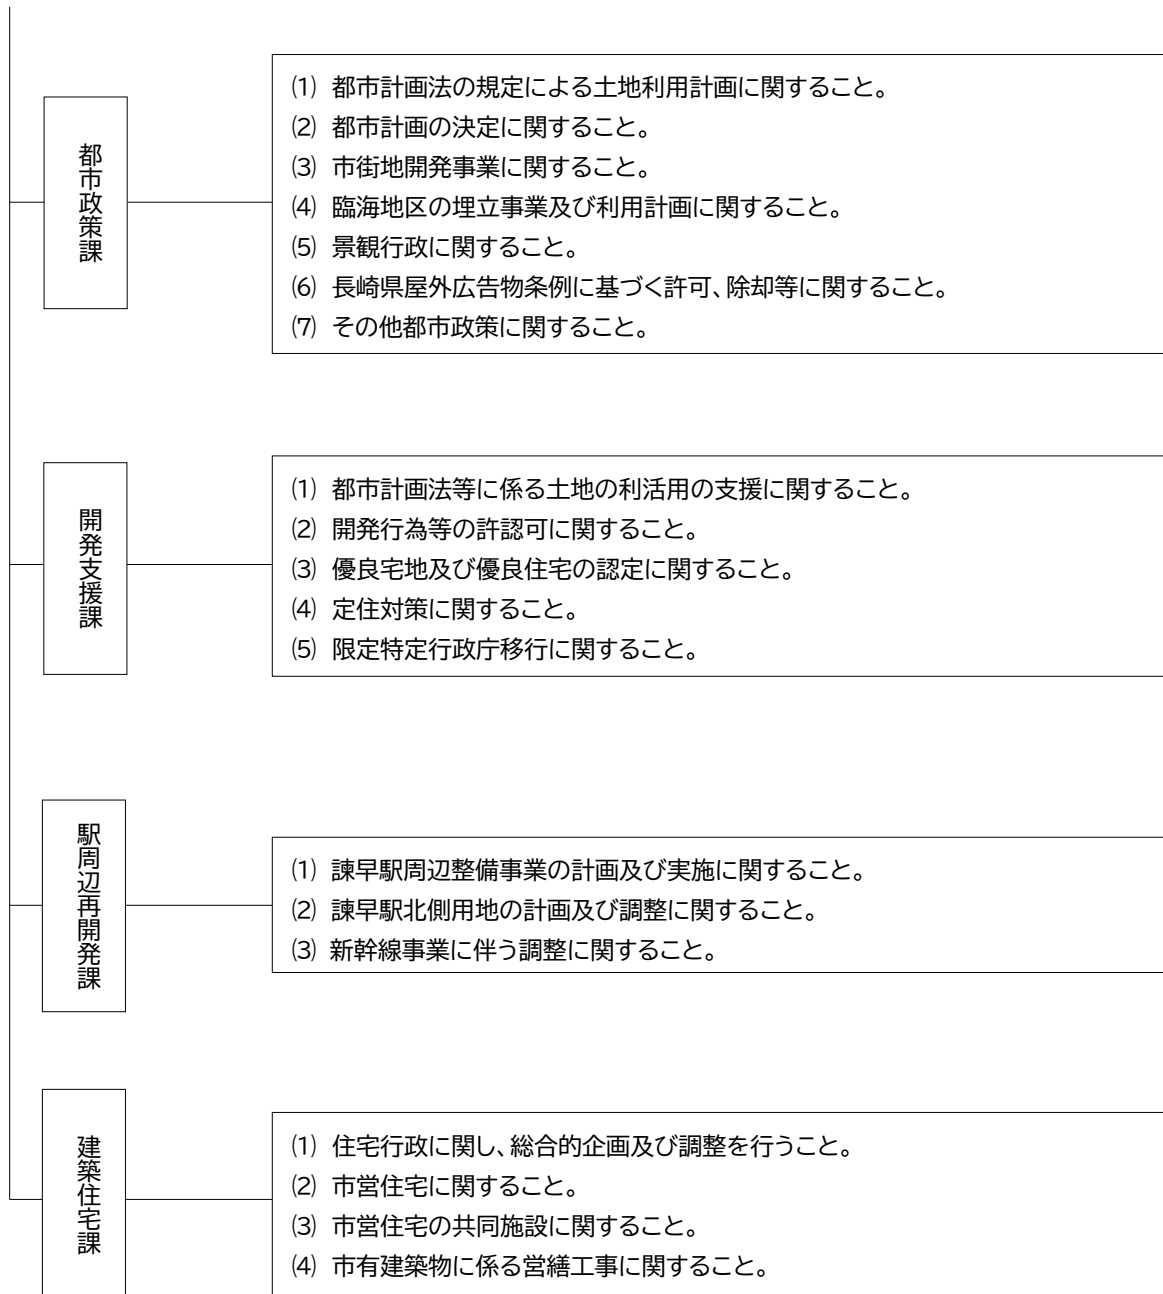 都市政策課
⑴ 都市計画法の規定による土地利用計画に関すること。
⑵ 都市計画の決定に関すること。
⑶ 市街地開発事業に関すること。
⑷ 臨海地区の埋立事業及び利用計画に関すること。
⑸ 景観行政に関すること。
⑹ 長崎県屋外広告物条例に基づく許可、除却等に関すること。
⑺ その他都市政策に関すること。
開発支援課
⑴ 都市計画法等に係る土地の利活用の支援に関すること。
⑵ 開発行為等の許認可に関すること。
⑶ 優良宅地及び優良住宅の認定に関すること。
⑷ 定住対策に関すること。
⑸ 限定特定行政庁移行に関すること。
駅周辺再開発課
⑴ 諫早駅周辺整備事業の計画及び実施に関すること。
⑵ 諫早駅北側用地の計画及び調整に関すること。
⑶ 新幹線事業に伴う調整に関すること。
建築住宅課
⑴ 住宅行政に関し、総合的企画及び調整を行うこと。
⑵ 市営住宅に関すること。
⑶ 市営住宅の共同施設に関すること。
⑷ 市有建築物に係る営繕工事に関すること。